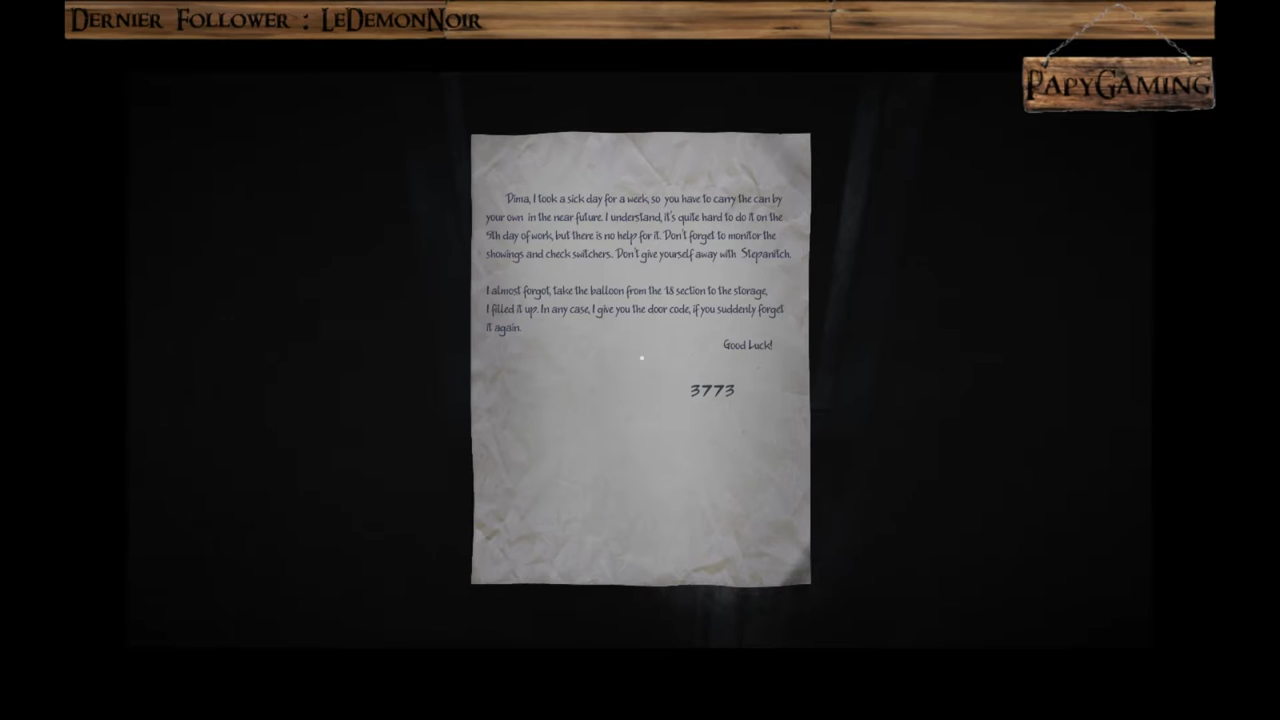 Dernier Follower : LeDemonNoir
PapyGaming
Dima, I took a sick day for a week, so you have to carry the can by
your own in the near future. I understand, it's quite hard to do it on the
5th day of work, but there is no help for it. Don't forget to monitor the
showings and check switchers. Don't give yourself away with Stepanitch.
I almost forgot, take the balloon from the 18 section to the storage,
I filled it up. In any case, I give you the door code, if you suddenly forget
it again.
Good Luck!
3773